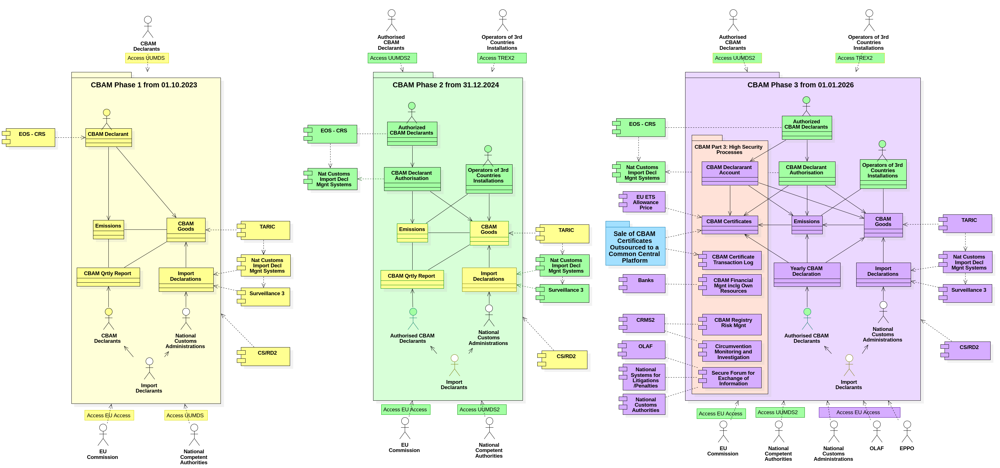 CBAM
Declarants
Access UUMDS
CBAM Phase 1 from 01.10.2023
EOS - CRS
CBAM Declarant
Emissions
CBAM
Goods
TARIC
CBAM Qrtly Report
Import
Declarations
Nat Customs
Import Decl
Mgnt Systems
Surveillance 3
CBAM
Declarants
National
Customs
Administrations
CS/RD2
Import
Declarants
Access EU Access
Access UUMDS
EU
Commission
National
Competent
Authorities
Authorised
CBAM
Declarants
Operators of 3rd
Countries
Installations
Access UUMDS2
Access TREX2
CBAM Phase 2 from 31.12.2024
EOS - CRS
Authorized
CBAM Declarants
Nat Customs
Import Decl
Mgnt Systems
CBAM Declarant
Authorisation
Operators of 3rd
Countries
Installations
Emissions
CBAM
Goods
TARIC
CBAM Qrtly Report
Import
Declarations
Nat Customs
Import Decl
Mgnt Systems
Surveillance 3
Authorised CBAM
Declarants
National
Customs
Administrations
CS/RD2
Import
Declarants
Access EU Access
Access UUMDS2
EU
Commission
National
Competent
Authorities
Authorised
CBAM
Declarants
Operators of 3rd
Countries
Installations
Access UUMDS2
Access TREX2
CBAM Phase 3 from 01.01.2026
EOS - CRS
Authorized
CBAM Declarants
CBAM Part 3: High Security
Processes
Nat Customs
Import Decl
Mgnt Systems
CBAM Declararant
Account
CBAM Declarant
Authorisation
Operators of 3rd
Countries
Installations
EU ETS
Allowance
Price
CBAM Certificates
Emissions
CBAM
Goods
TARIC
Sale of CBAM
Certificates
Outsourced to a
Common Central
Platform
CBAM Certificate
Transaction Log
Yearly CBAM
Declaration
Import
Declarations
Nat Customs
Import Decl
Mgnt Systems
Banks
CBAM Financial
Mgnt inclg Own
Resources
Surveillance 3
CRMS2
CBAM Registry
Risk Mgnt
Authorised CBAM
Declarants
National
Customs
Administrations
OLAF
Circumvention
Monitoring and
Investigation
CS/RD2
National
Systems for
Litigations
/Penalties
Secure Forum for
Exchange of
Information
Import
Declarants
National
Customs
Authorities
Access EU Access
Access UUMDS2
Access EU Access
EU
Commission
National
Competent
Authorities
National
Customs
Administrations
OLAF
EPPO